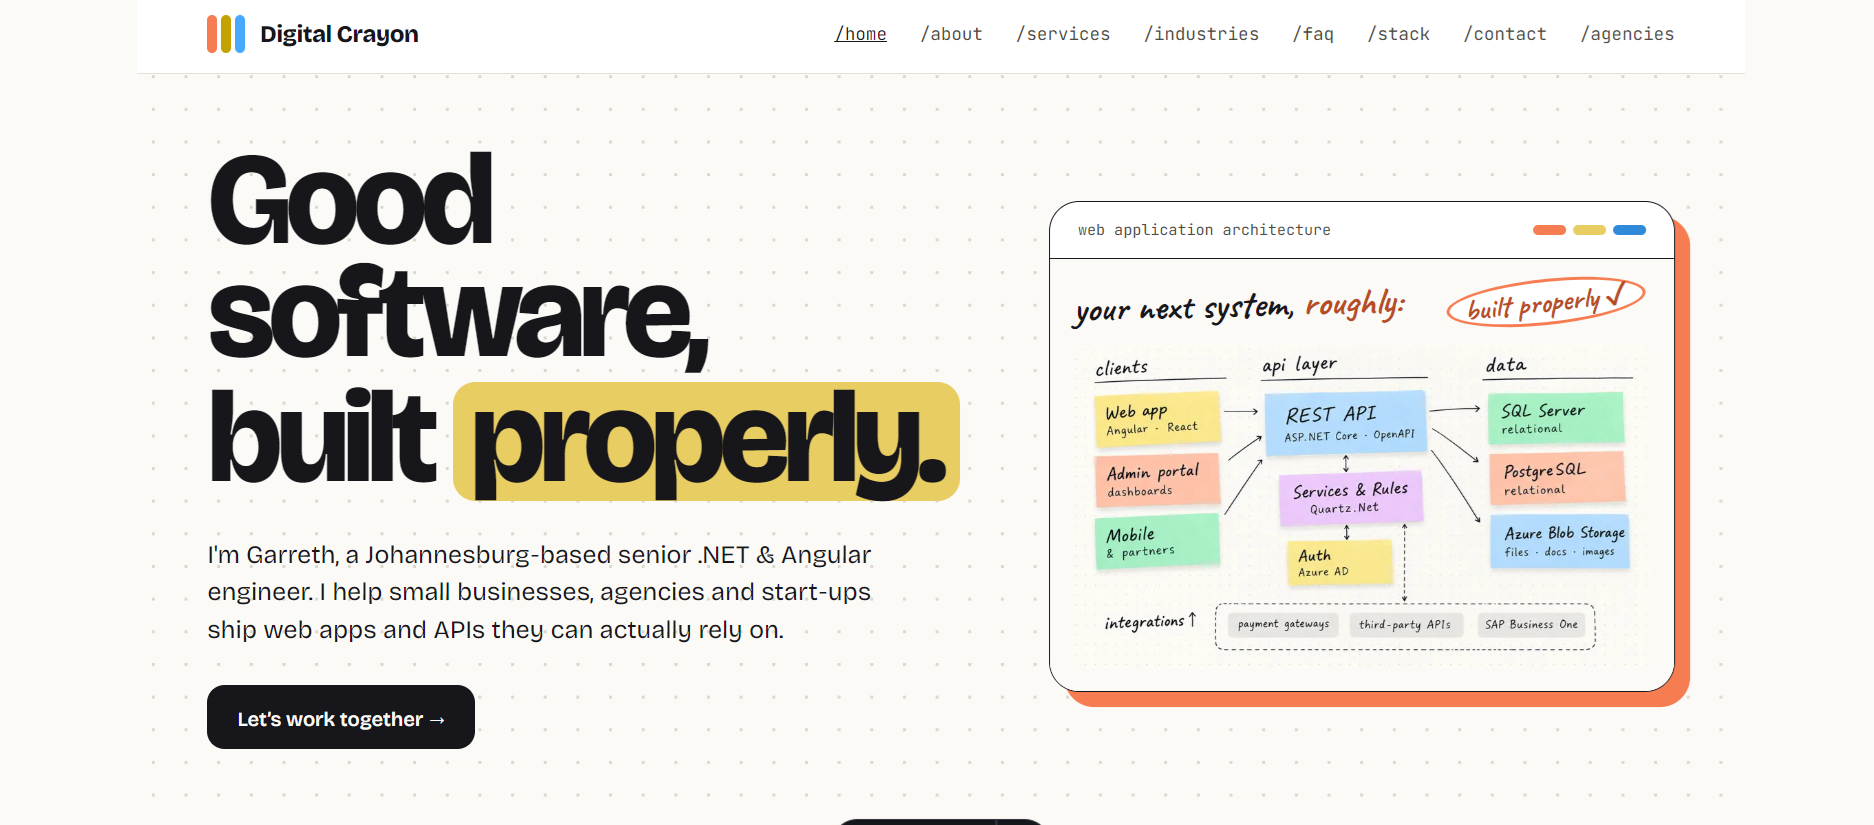 Digital Crayon
/home /about /services /industries /faq /stack /contact /agencies
Good
software,
built properly.
I'm Garreth, a Johannesburg-based senior .NET & Angular
engineer. I help small businesses, agencies and start-ups
ship web apps and APIs they can actually rely on.
Let's work together →
web application architecture
your next system, roughly:
built properly ✓
clients
Web app
Angular · React
Admin portal
dashboards
Mobile
& partners
api layer
REST API
ASP.NET Core · OpenAPI
Services & Rules
Quartz.Net
Auth
Azure AD
data
SQL Server
relational
PostgreSQL
relational
Azure Blob Storage
files · docs · images
integrations ↑
payment gateways
third-party APIs
SAP Business One